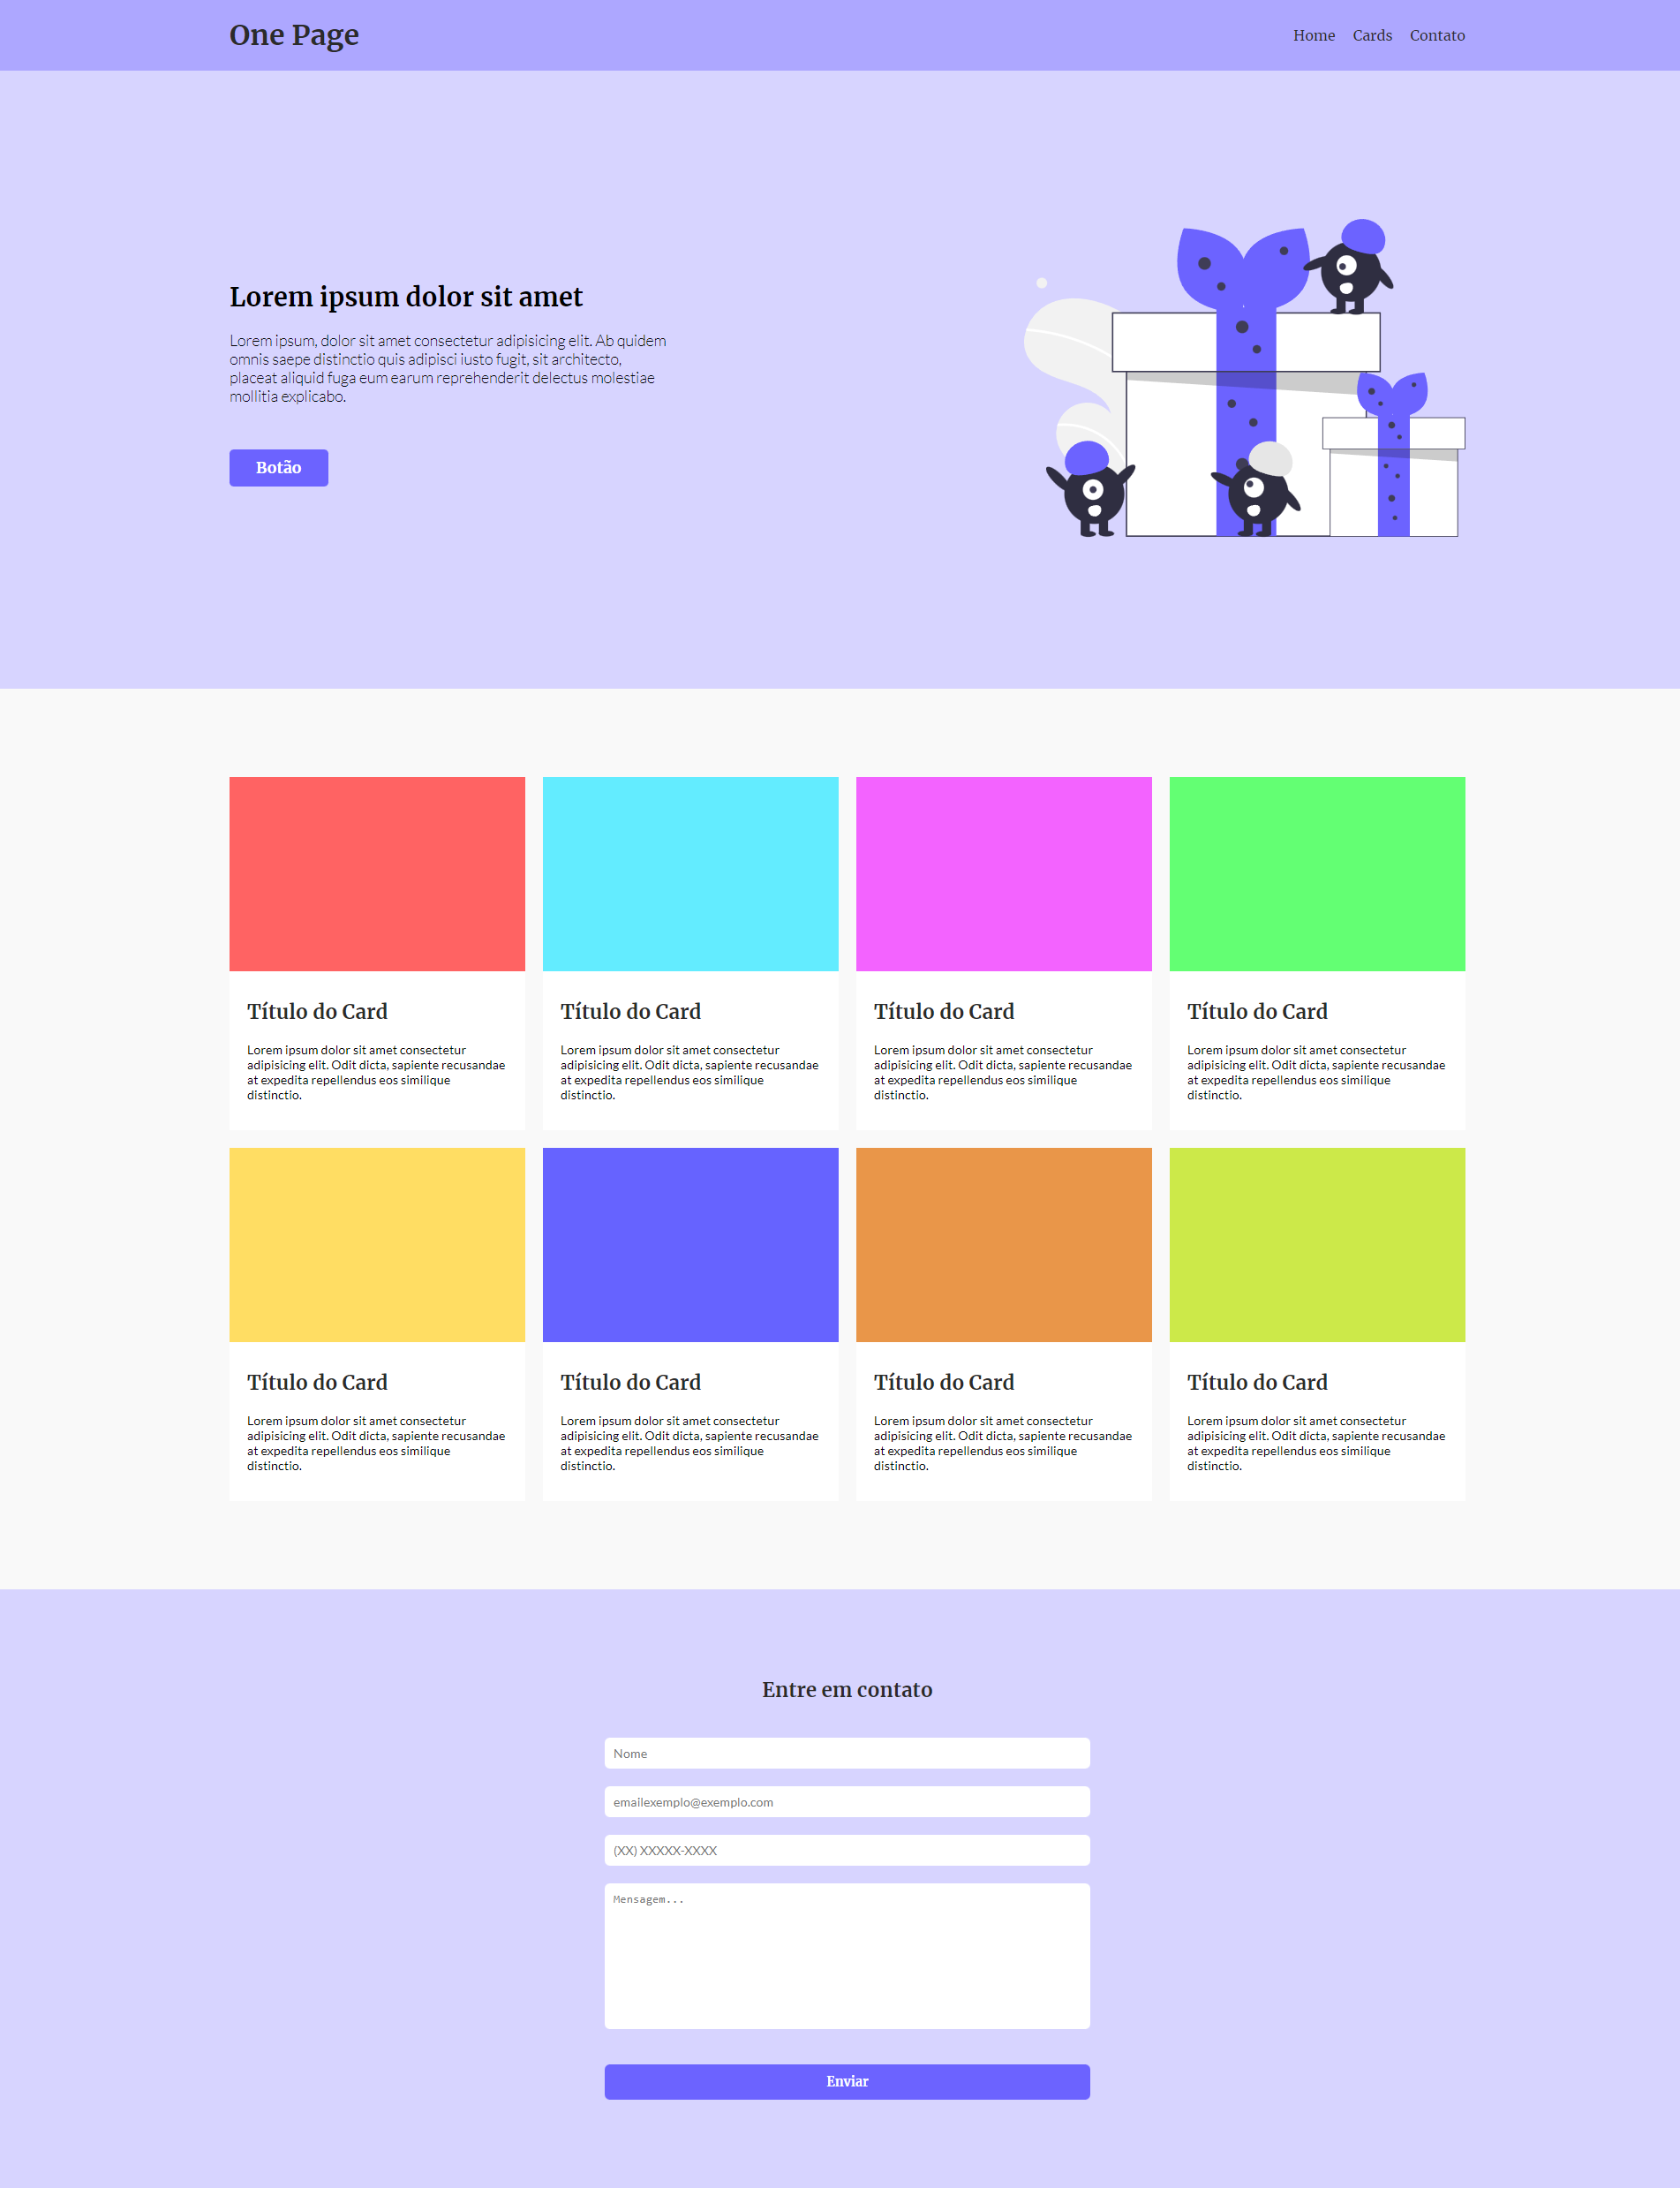 One Page
Home Cards Contato
Lorem ipsum dolor sit amet
Lorem ipsum, dolor sit amet consectetur adipisicing elit. Ab quidem
omnis saepe distinctio quis adipisci iusto fugit, sit architecto,
placeat aliquid fuga eum earum reprehenderit delectus molestiae
mollitia explicabo.
Botão
Título do Card
Lorem ipsum dolor sit amet consectetur
adipisicing elit. Odit dicta, sapiente recusandae
at expedita repellendus eos similique
distinctio.
Título do Card
Lorem ipsum dolor sit amet consectetur
adipisicing elit. Odit dicta, sapiente recusandae
at expedita repellendus eos similique
distinctio.
Título do Card
Lorem ipsum dolor sit amet consectetur
adipisicing elit. Odit dicta, sapiente recusandae
at expedita repellendus eos similique
distinctio.
Título do Card
Lorem ipsum dolor sit amet consectetur
adipisicing elit. Odit dicta, sapiente recusandae
at expedita repellendus eos similique
distinctio.
Título do Card
Lorem ipsum dolor sit amet consectetur
adipisicing elit. Odit dicta, sapiente recusandae
at expedita repellendus eos similique
distinctio.
Título do Card
Lorem ipsum dolor sit amet consectetur
adipisicing elit. Odit dicta, sapiente recusandae
at expedita repellendus eos similique
distinctio.
Título do Card
Lorem ipsum dolor sit amet consectetur
adipisicing elit. Odit dicta, sapiente recusandae
at expedita repellendus eos similique
distinctio.
Título do Card
Lorem ipsum dolor sit amet consectetur
adipisicing elit. Odit dicta, sapiente recusandae
at expedita repellendus eos similique
distinctio.
Entre em contato
Nome
emailexemplo@exemplo.com
(XX) XXXXX-XXXX
Mensagem...
Enviar